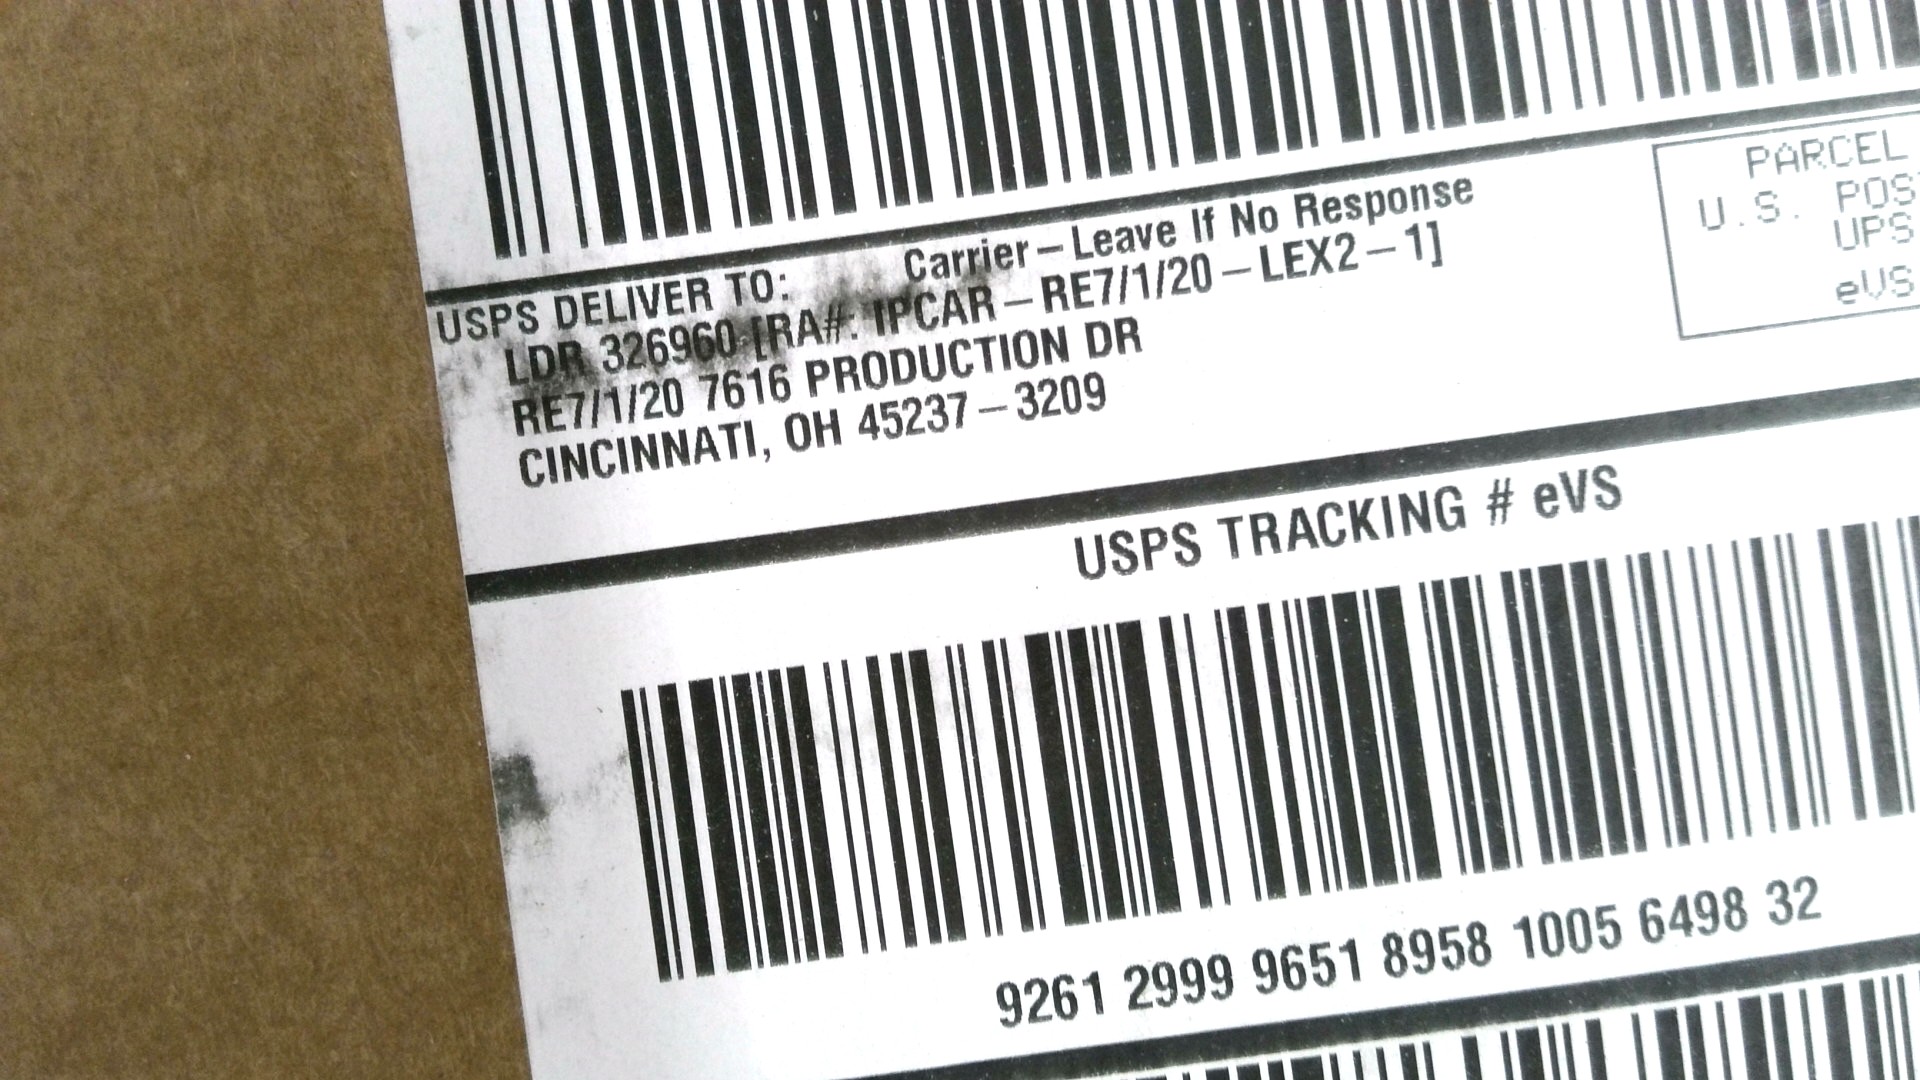 Carrier – Leave If No Response
USPS DELIVER TO:
LDR 326960 [RA#: IPCAR – RE7/1/20 – LEX2 – 1]
RE7/1/20 7616 PRODUCTION DR
CINCINNATI, OH 45237 – 3209
PARCEL
U.S. POS
UPS
eVS
USPS TRACKING # eVS
9261 2999 9651 8958 1005 6498 32